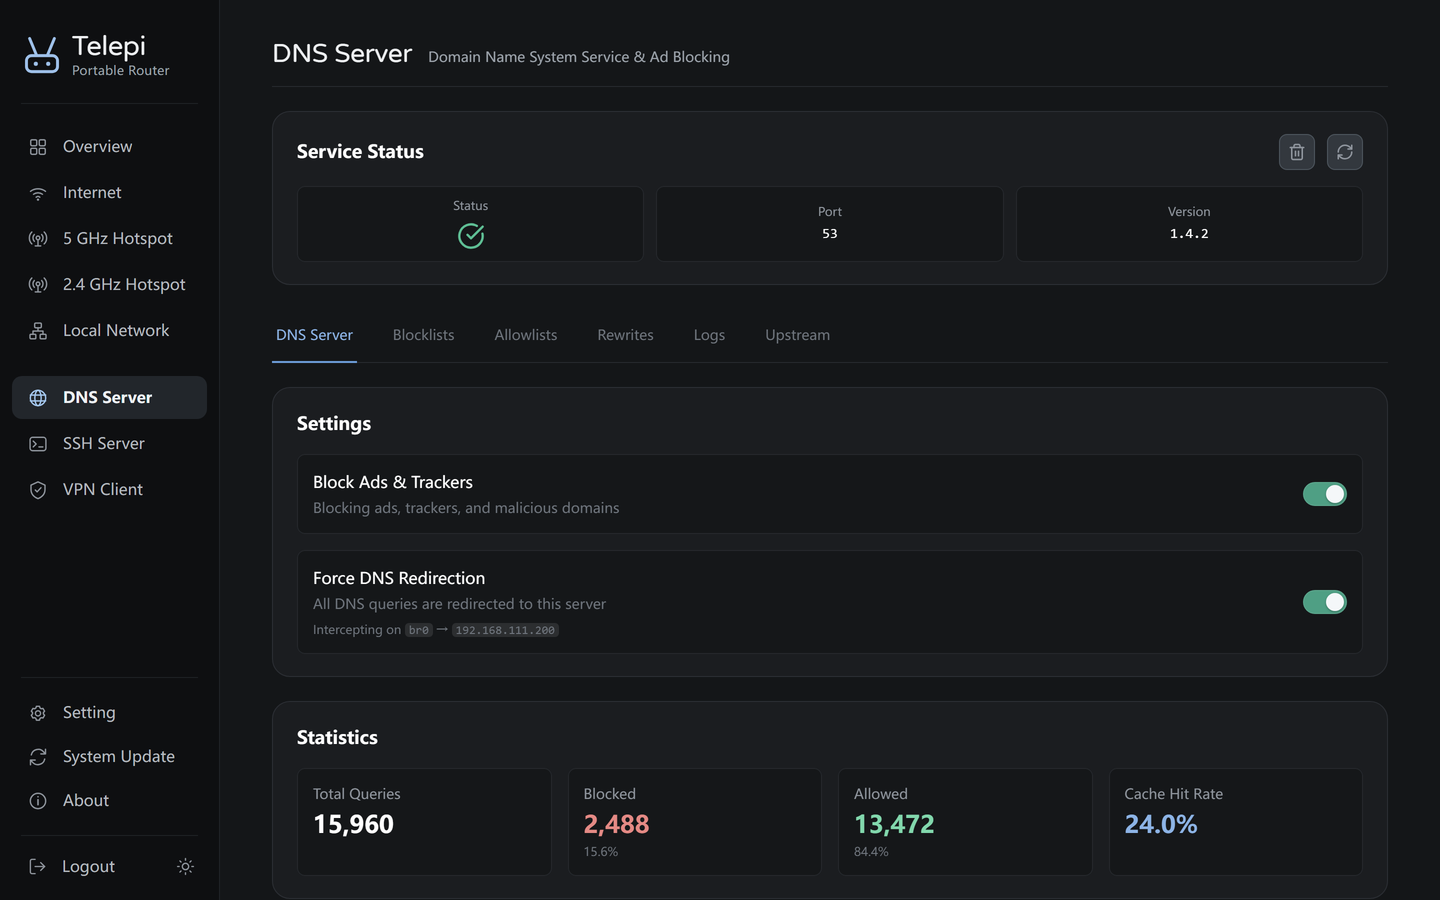 Telepi
Portable Router
Overview
Internet
5 GHz Hotspot
2.4 GHz Hotspot
Local Network
DNS Server
SSH Server
VPN Client
Setting
System Update
About
Logout
DNS Server Domain Name System Service & Ad Blocking
Service Status
Status
Port
53
Version
1.4.2
DNS Server Blocklists Allowlists Rewrites Logs Upstream
Settings
Block Ads & Trackers
Blocking ads, trackers, and malicious domains
Force DNS Redirection
All DNS queries are redirected to this server
Intercepting on br0 → 192.168.111.200
Statistics
Total Queries
15,960
Blocked
2,488
15.6%
Allowed
13,472
84.4%
Cache Hit Rate
24.0%